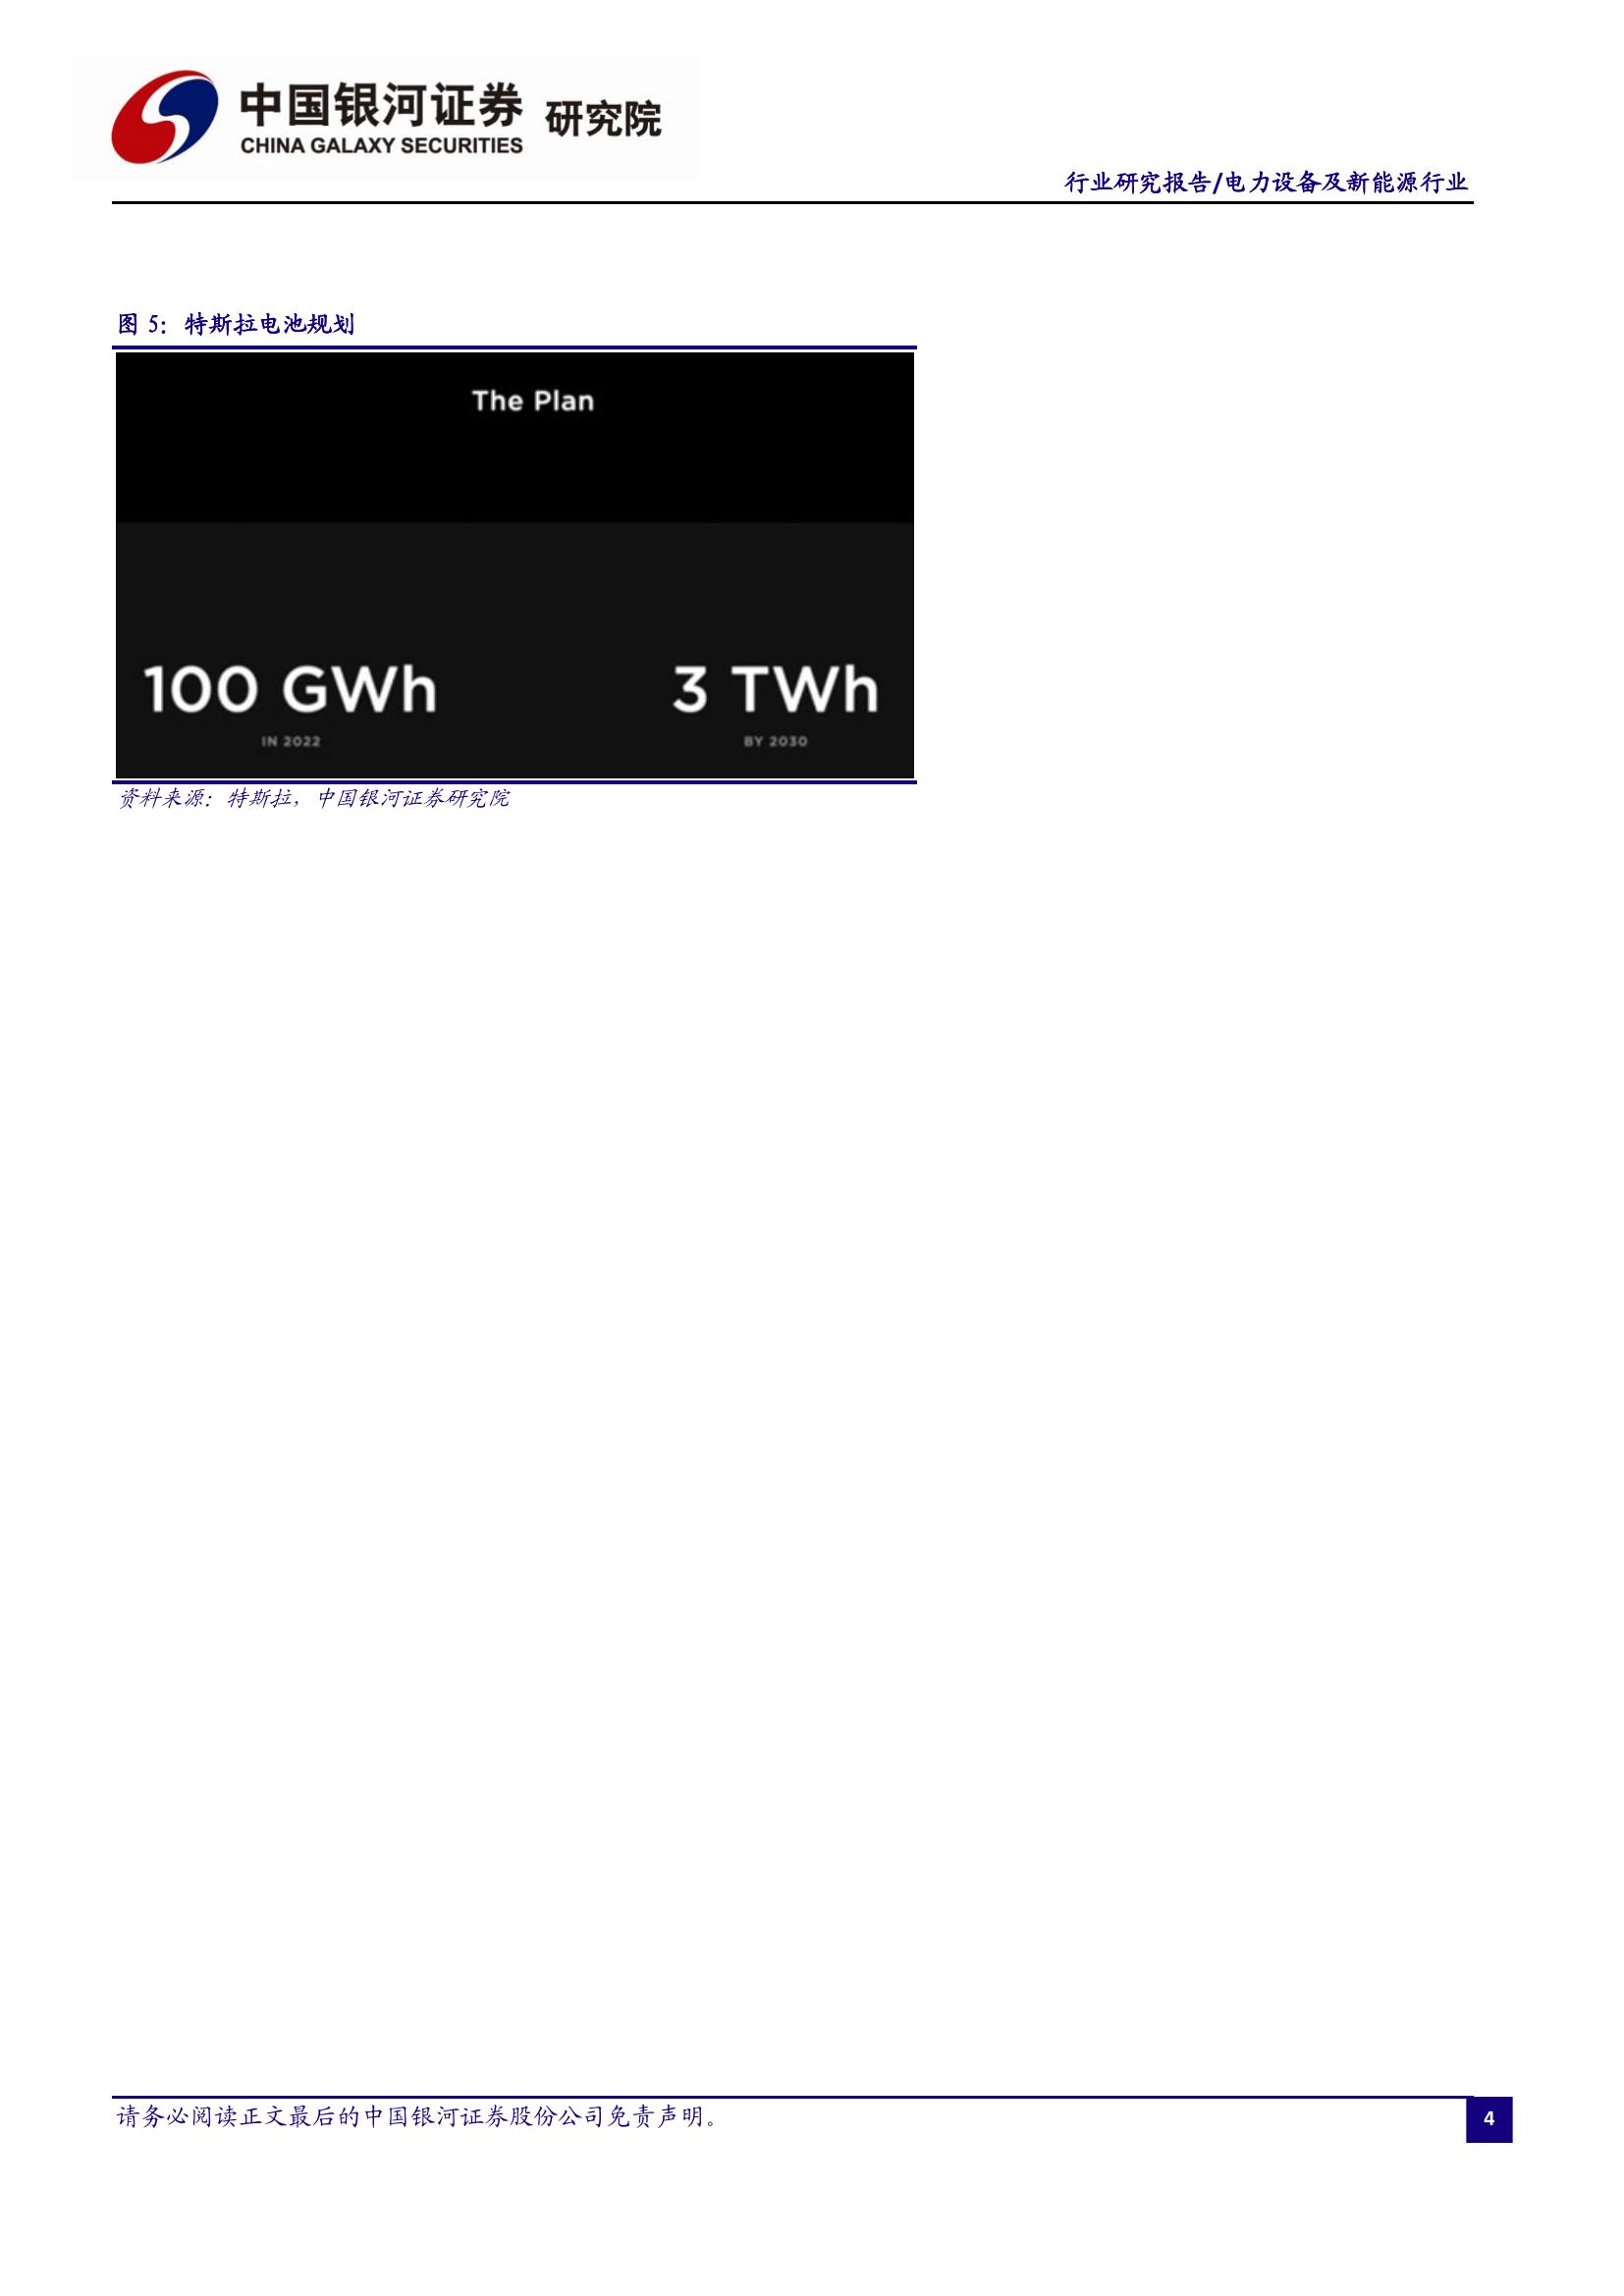 中国银河证券 研究院
CHINA GALAXY SECURITIES
行业研究报告/电力设备及新能源行业
图 5：特斯拉电池规划
The Plan
100 GWh
IN 2022
3 TWh
BY 2030
资料来源：特斯拉，中国银河证券研究院
请务必阅读正文最后的中国银河证券股份公司免责声明。
4